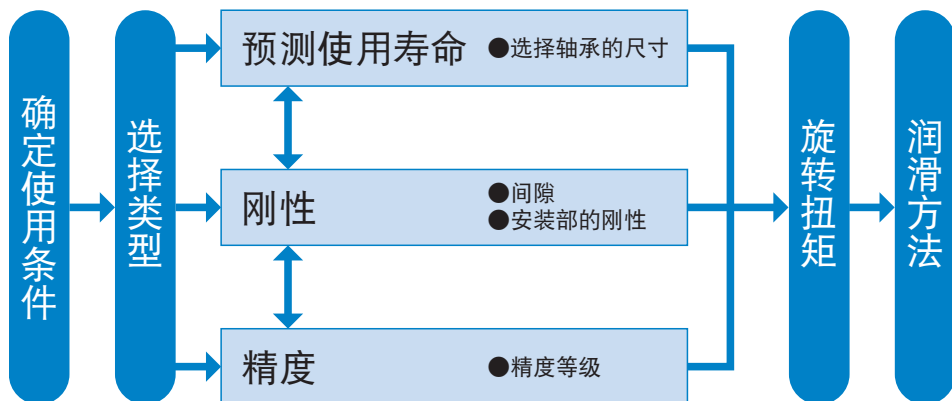 确定使用条件
选择类型
预测使用寿命
●选择轴承的尺寸
刚性
●间隙
●安装部的刚性
精度
●精度等级
旋转扭矩
润滑方法